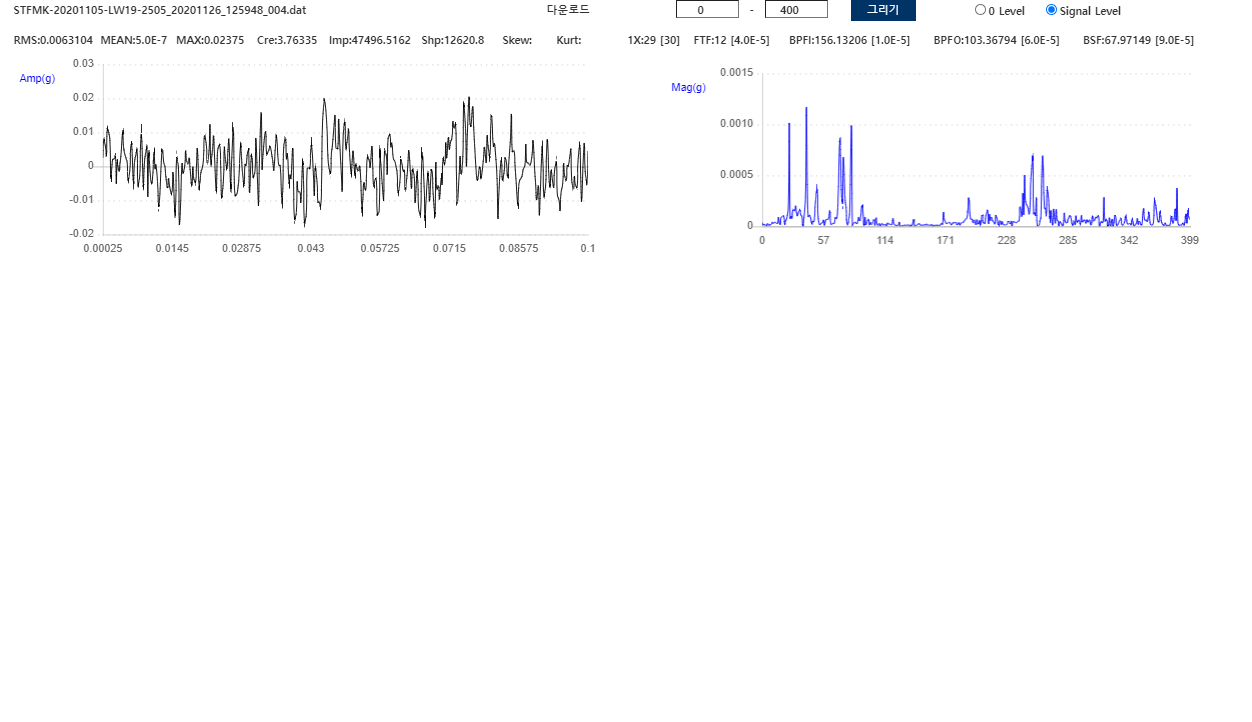 STFMK-20201105-LW19-2505_20201126_125948_004.dat 다운로드 0 - 400 그리기 0 Level Signal Level
RMS:0.0063104 MEAN:5.0E-7 MAX:0.02375 Cre:3.76335 Imp:47496.5162 Shp:12620.8 Skew: Kurt: 1X:29 [30] FTF:12 [4.0E-5] BPFI:156.13206 [1.0E-5] BPFO:103.36794 [6.0E-5] BSF:67.97149 [9.0E-5]
Amp(g)
0.03
0.02
0.01
0
-0.01
-0.02
0.00025 0.0145 0.02875 0.043 0.05725 0.0715 0.08575 0.1
Mag(g)
0.0015
0.0010
0.0005
0
0 57 114 171 228 285 342 399